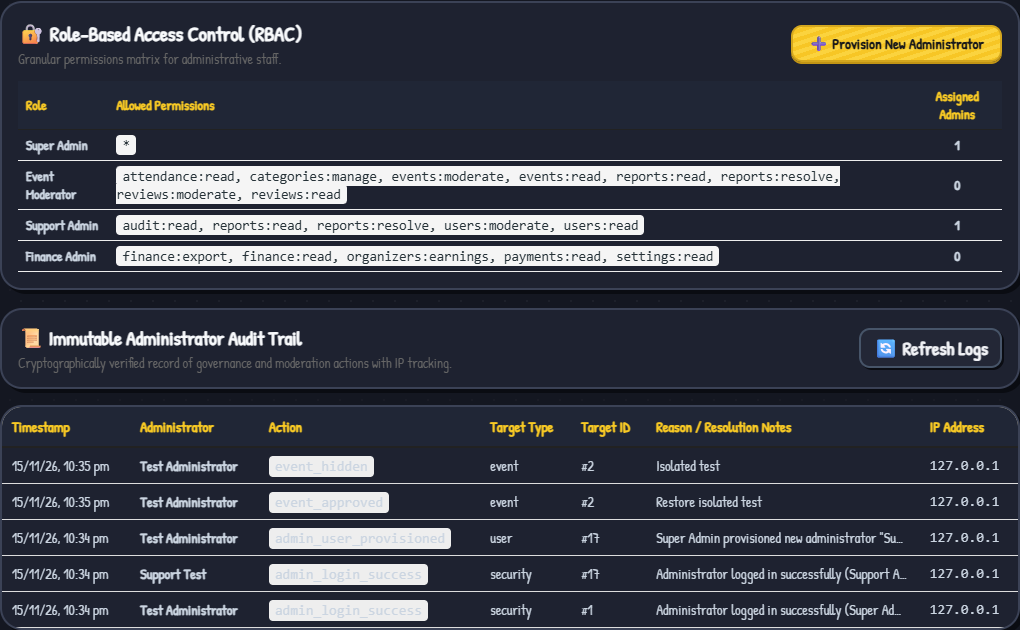 Role-Based Access Control (RBAC)
Granular permissions matrix for administrative staff.
Provision New Administrator
Role Allowed Permissions Assigned Admins
Super Admin * 1
Event Moderator attendance:read, categories:manage, events:moderate, events:read, reports:read, reports:resolve,
reviews:moderate, reviews:read 0
Support Admin audit:read, reports:read, reports:resolve, users:moderate, users:read 1
Finance Admin finance:export, finance:read, organizers:earnings, payments:read, settings:read 0
Immutable Administrator Audit Trail
Cryptographically verified record of governance and moderation actions with IP tracking.
Refresh Logs
Timestamp Administrator Action Target Type Target ID Reason / Resolution Notes IP Address
15/11/26, 10:35 pm Test Administrator event_hidden event #2 Isolated test 127.0.0.1
15/11/26, 10:35 pm Test Administrator event_approved event #2 Restore isolated test 127.0.0.1
15/11/26, 10:34 pm Test Administrator admin_user_provisioned user #17 Super Admin provisioned new administrator "Su... 127.0.0.1
15/11/26, 10:34 pm Support Test admin_login_success security #17 Administrator logged in successfully (Support A... 127.0.0.1
15/11/26, 10:34 pm Test Administrator admin_login_success security #1 Administrator logged in successfully (Super Ad... 127.0.0.1